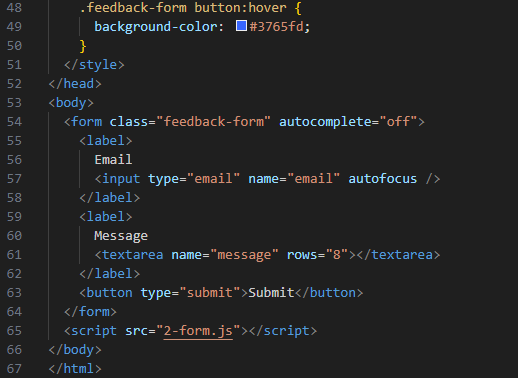 48 .feedback-form button:hover {
49 background-color: #3765fd;
50 }
51 </style>
52 </head>
53 <body>
54 <form class="feedback-form" autocomplete="off">
55 <label>
56 Email
57 <input type="email" name="email" autofocus />
58 </label>
59 <label>
60 Message
61 <textarea name="message" rows="8"></textarea>
62 </label>
63 <button type="submit">Submit</button>
64 </form>
65 <script src="2-form.js"></script>
66 </body>
67 </html>